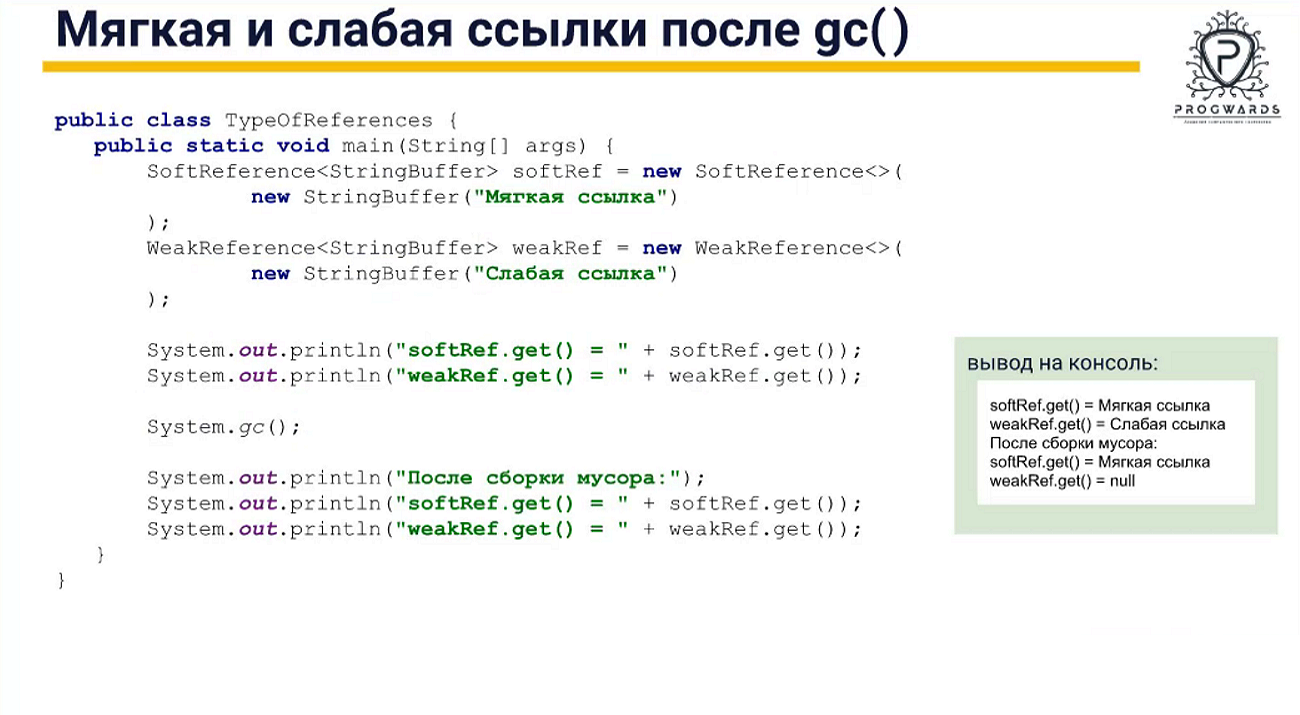 Мягкая и слабая ссылки после gc()
PROGWARDS
public class TypeOfReferences {
public static void main(String[] args) {
SoftReference<StringBuffer> softRef = new SoftReference<>(
new StringBuffer("Мягкая ссылка")
);
WeakReference<StringBuffer> weakRef = new WeakReference<>(
new StringBuffer("Слабая ссылка")
);
System.out.println("softRef.get() = " + softRef.get());
System.out.println("weakRef.get() = " + weakRef.get());
System.gc();
System.out.println("После сборки мусора:");
System.out.println("softRef.get() = " + softRef.get());
System.out.println("weakRef.get() = " + weakRef.get());
}
}
вывод на консоль:
softRef.get() = Мягкая ссылка
weakRef.get() = Слабая ссылка
После сборки мусора:
softRef.get() = Мягкая ссылка
weakRef.get() = null